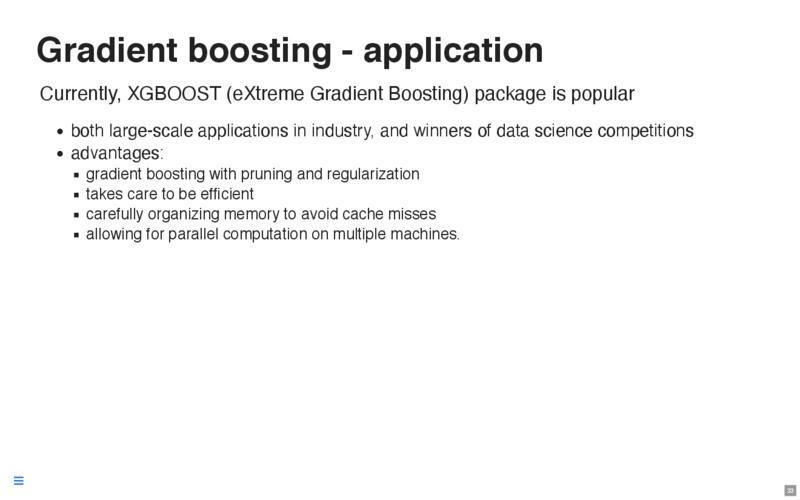 Gradient boosting - application
Currently, XGBOOST (eXtreme Gradient Boosting) package is popular
both large-scale applications in industry, and winners of data science competitions
advantages:
gradient boosting with pruning and regularization
takes care to be efficient
carefully organizing memory to avoid cache misses
allowing for parallel computation on multiple machines.
33